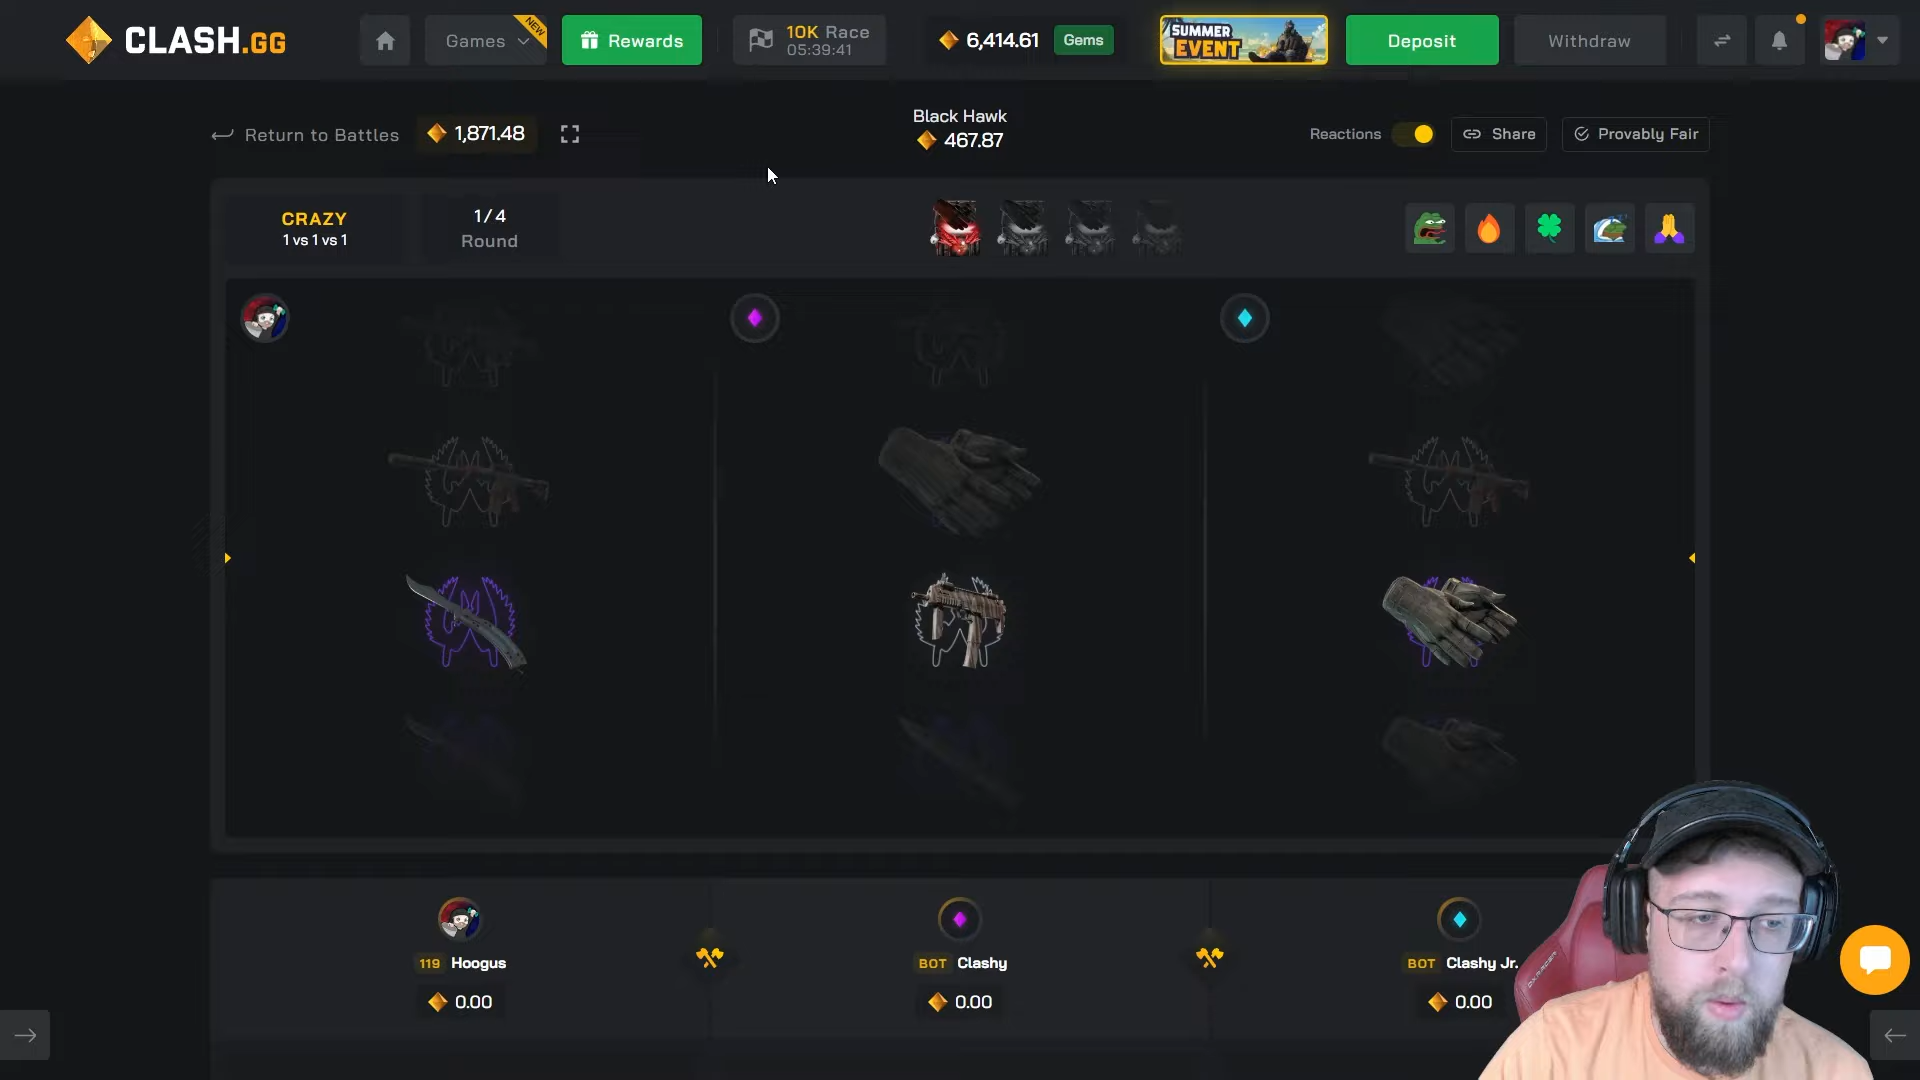 CLASH.GG
Games
NEW
Rewards
10K Race
05:39:41
6,414.61
Gems
SUMMER
EVENT
Deposit
Withdraw
Return to Battles
1,871.48
Black Hawk
467.87
Reactions
Share
Provably Fair
CRAZY
1 vs 1 vs 1
1/4
Round
119 Hoogus
0.00
BOT Clashy
0.00
BOT Clashy Jr.
0.00
DXRACER